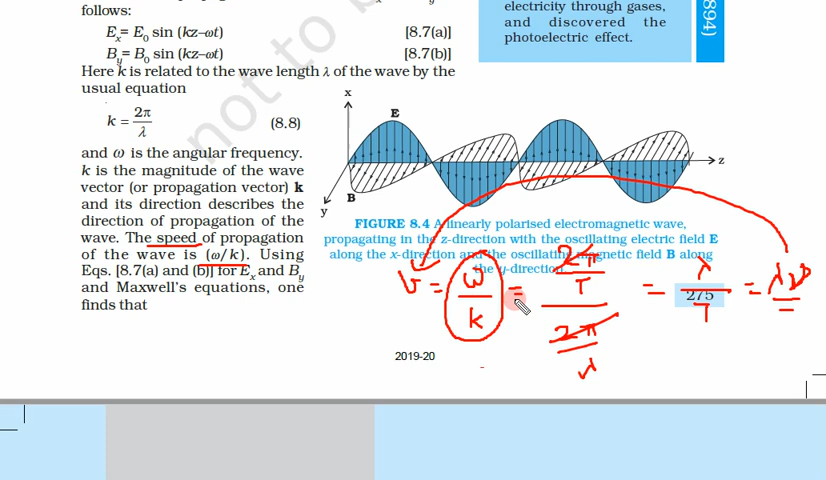 follows:
Eₓ= E₀ sin (kz–ωt) [8.7(a)]
Bᵧ= B₀ sin (kz–ωt) [8.7(b)]
Here k is related to the wave length λ of the wave by the
usual equation
k = 2π/λ (8.8)
and ω is the angular frequency.
k is the magnitude of the wave
vector (or propagation vector) k
and its direction describes the
direction of propagation of the
wave. The speed of propagation
of the wave is (ω/k). Using
Eqs. [8.7(a) and (b)] for Eₓ and Bᵧ
and Maxwell's equations, one
finds that
electricity through gases,
and discovered the
photoelectric effect.
894)
not to b
x
E
z
B
y
FIGURE 8.4 A linearly polarised electromagnetic wave,
propagating in the z-direction with the oscillating electric field E
along the x-direction and the oscillating magnetic field B along
the y-direction.
v = ω/k = (2π/T)/(2π/λ) = λ/T = λν
275
2019-20